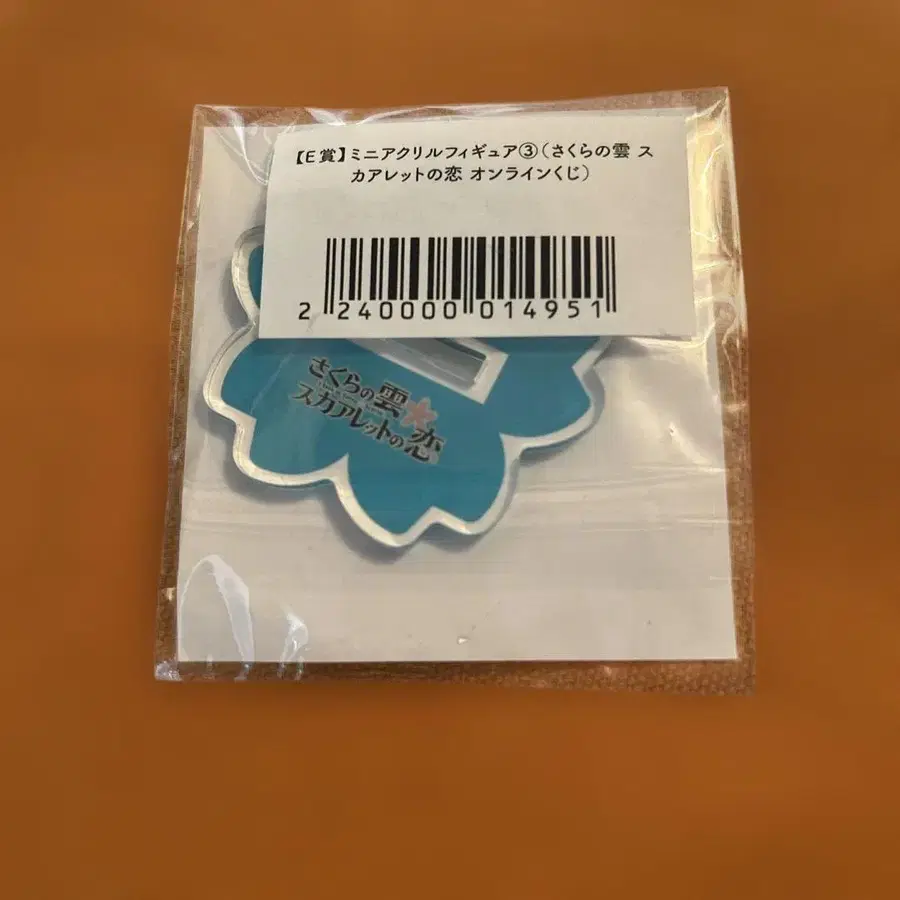 【E賞】ミニアクリルフィギュア③（さくらの雲 ス
カアレットの恋 オンラインくじ）
2 240000 014951
さくらの雲
スカアレットの恋